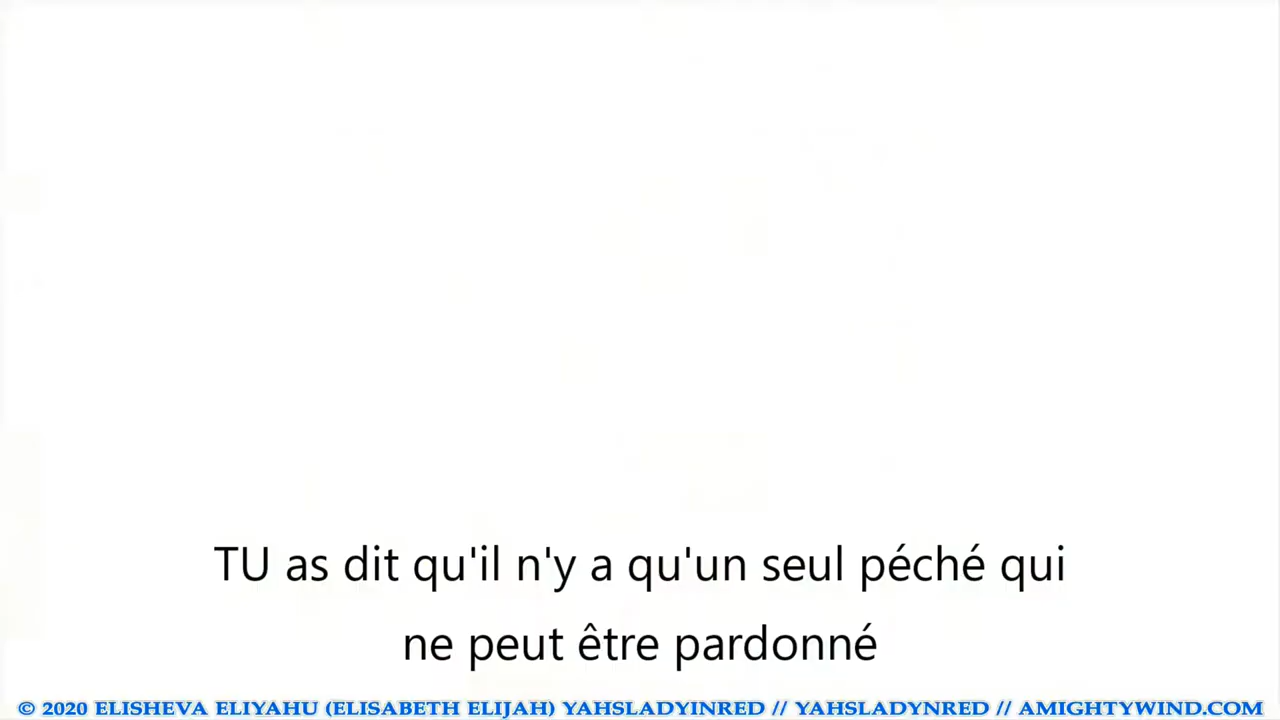 TU as dit qu'il n'y a qu'un seul péché qui
ne peut être pardonné
© 2020 ELISHEVA ELIYAHU (ELISABETH ELIJAH) YAHSLADYINRED // YAHSLADYNRED // AMIGHTYWIND.COM